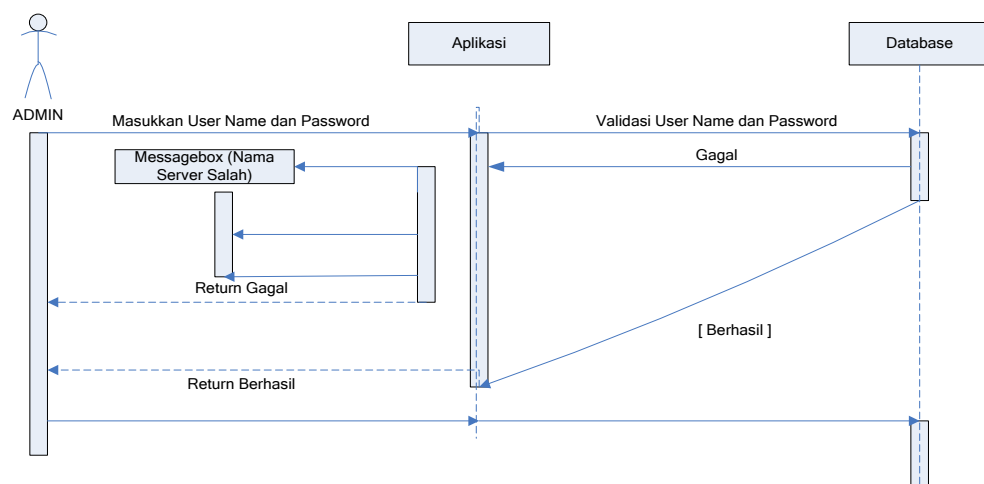 Aplikasi
Database
ADMIN
Masukkan User Name dan Password
Validasi User Name dan Password
Messagebox (Nama
Server Salah)
Gagal
Return Gagal
[ Berhasil ]
Return Berhasil